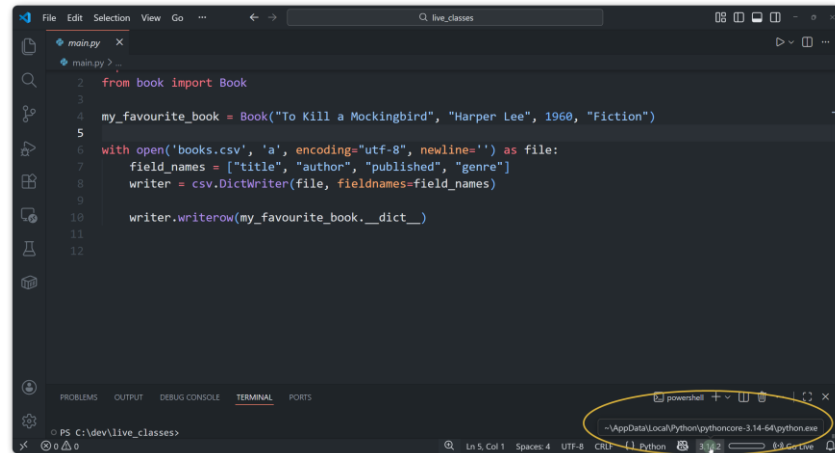 File Edit Selection View Go ··· live_classes
main.py
main.py > ...
2 from book import Book
3
4 my_favourite_book = Book("To Kill a Mockingbird", "Harper Lee", 1960, "Fiction")
5
6 with open('books.csv', 'a', encoding="utf-8", newline='') as file:
7 field_names = ["title", "author", "published", "genre"]
8 writer = csv.DictWriter(file, fieldnames=field_names)
9
10 writer.writerow(my_favourite_book.__dict__)
11
12
PROBLEMS OUTPUT DEBUG CONSOLE TERMINAL PORTS powershell
~\AppData\Local\Python\pythoncore-3.14-64\python.exe
PS C:\dev\live_classes>
0 0 Ln 5, Col 1 Spaces: 4 UTF-8 CRLF {} Python Go Live